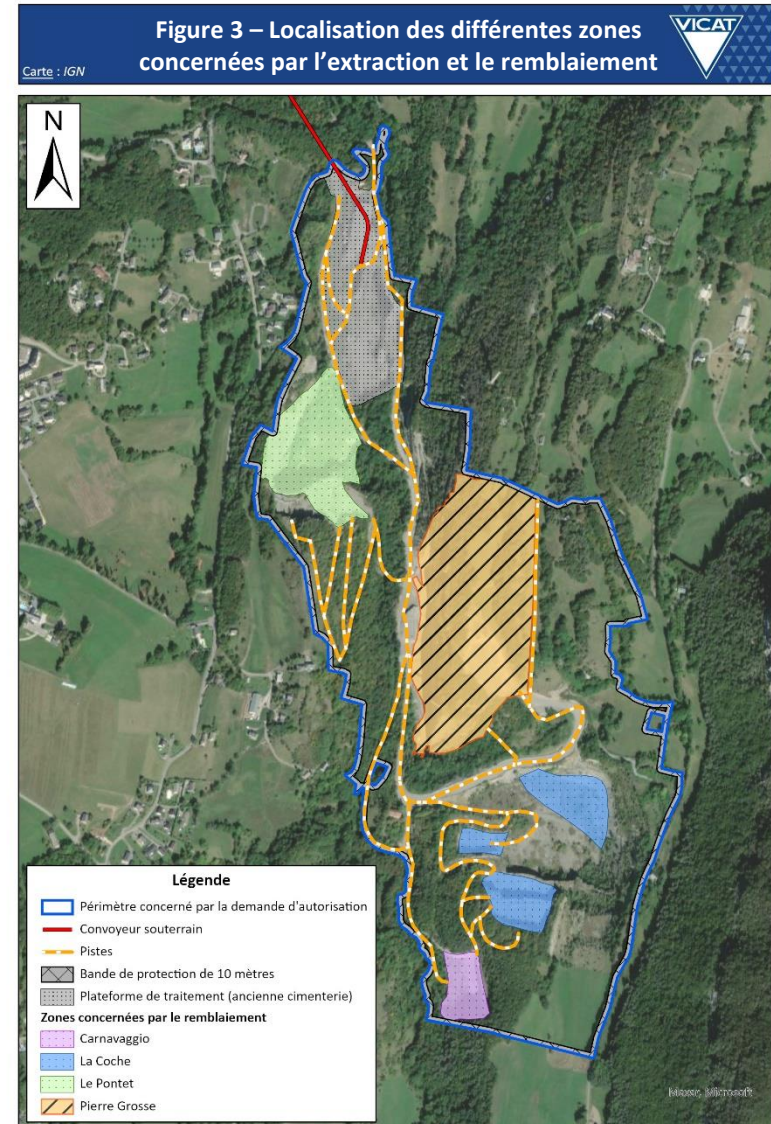 Figure 3 – Localisation des différentes zones
concernées par l’extraction et le remblaiement
VICAT
Carte : IGN
N
Légende
Périmètre concerné par la demande d'autorisation
Convoyeur souterrain
Pistes
Bande de protection de 10 mètres
Plateforme de traitement (ancienne cimenterie)
Zones concernées par le remblaiement
Carnavaggio
La Coche
Le Pontet
Pierre Grosse
Maxar, Microsoft